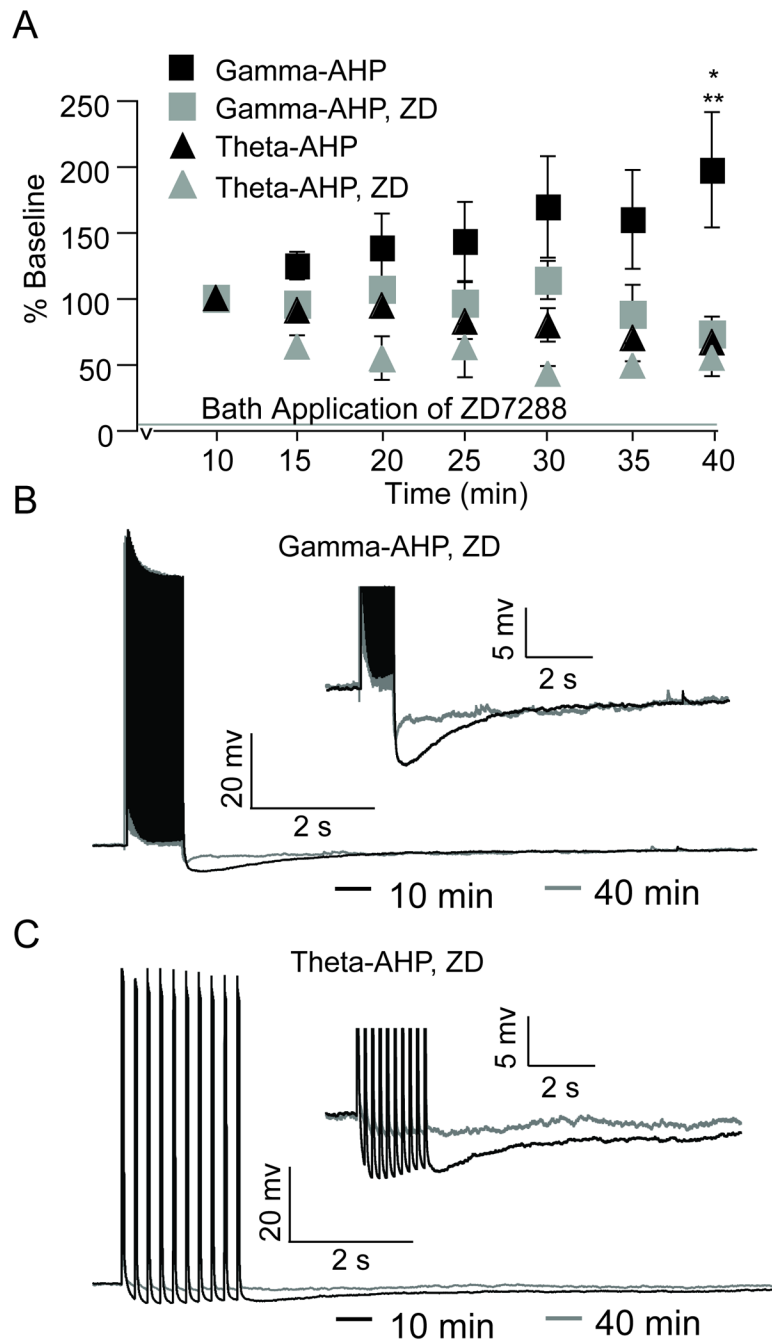 A
Gamma-AHP
Gamma-AHP, ZD
Theta-AHP
Theta-AHP, ZD
*
**
250
200
150
100
50
0
% Baseline
Bath Application of ZD7288
10 15 20 25 30 35 40
Time (min)
B
Gamma-AHP, ZD
5 mv
2 s
20 mv
2 s
10 min 40 min
C
Theta-AHP, ZD
5 mv
2 s
20 mv
2 s
10 min 40 min